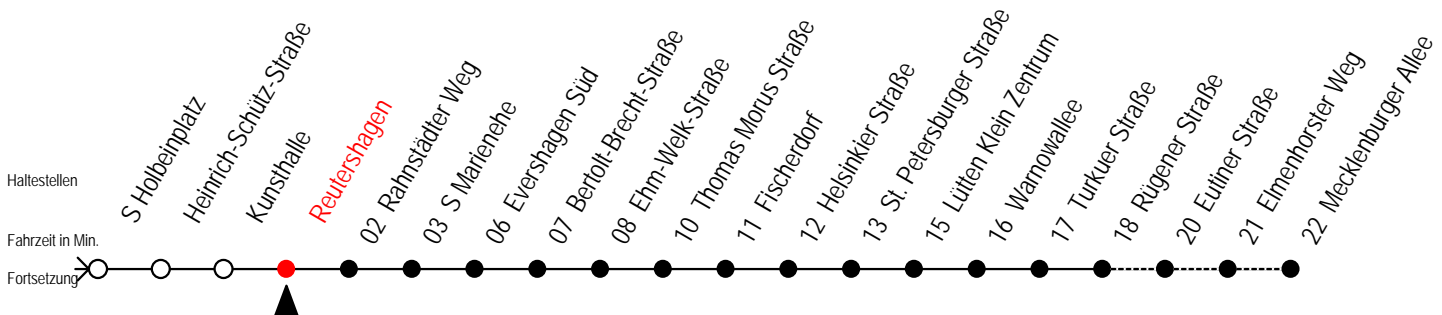 Haltestellen
Fahrzeit in Min.
Fortsetzung
S Holbeinplatz
Heinrich-Schütz-Straße
Kunsthalle
Reutershagen
02 Rahnstädter Weg
03 S Marienehe
06 Evershagen Süd
07 Bertolt-Brecht-Straße
08 Ehm-Welk-Straße
10 Thomas Morus Straße
11 Fischerdorf
12 Helsinkier Straße
13 St. Petersburger Straße
15 Lütten Klein Zentrum
16 Warnowallee
17 Turkuer Straße
18 Rügener Straße
20 Eutiner Straße
21 Elmenhorster Weg
22 Mecklenburger Allee